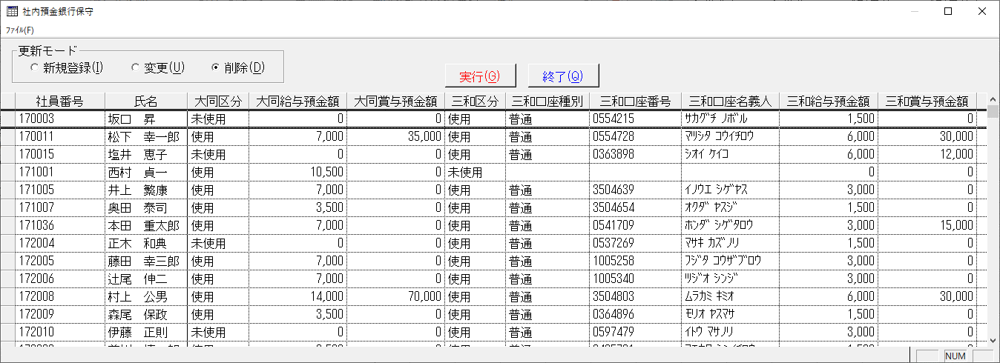 社内預金銀行保守
ﾌｧｲﾙ(F)
更新モード
新規登録(I) 変更(U) 削除(D)
実行(G) 終了(Q)
社員番号 氏名 大同区分 大同給与預金額 大同賞与預金額 三和区分 三和口座種別 三和口座番号 三和口座名義人 三和給与預金額 三和賞与預金額
170003 坂口　昇 未使用 0 0 使用 普通 0554215 ｻｶｸﾞﾁ ﾉﾎﾞﾙ 1,500 0
170011 松下　幸一郎 使用 7,000 35,000 使用 普通 0554728 ﾏﾂｼﾀ ｺｳｲﾁﾛｳ 6,000 30,000
170015 塩井　恵子 未使用 0 0 使用 普通 0363898 ｼｵｲ ｹｲｺ 6,000 12,000
171001 西村　貞一 使用 10,500 0 未使用 0 0
171005 井上　繁康 使用 7,000 0 使用 普通 3504639 ｲﾉｳｴ ｼｹﾞﾔｽ 3,000 0
171007 奥田　泰司 使用 3,500 0 使用 普通 3504654 ｵｸﾀﾞ ﾔｽｼﾞ 1,500 0
171036 本田　重太郎 使用 7,000 0 使用 普通 0541709 ﾎﾝﾀﾞ ｼｹﾞﾀﾛｳ 3,000 15,000
172004 正木　和典 未使用 0 0 使用 普通 0537269 ﾏｻｷ ｶｽﾞﾉﾘ 1,500 0
172005 藤田　幸三郎 使用 7,000 0 使用 普通 1005258 ﾌｼﾞﾀ ｺｳｻﾞﾌﾞﾛｳ 3,000 0
172006 辻尾　伸二 使用 7,000 0 使用 普通 1005340 ﾂｼﾞｵ ｼﾝｼﾞ 3,000 0
172008 村上　公男 使用 14,000 70,000 使用 普通 3504803 ﾑﾗｶﾐ ｷﾐｵ 6,000 30,000
172009 森尾　保政 使用 3,500 0 使用 普通 0364896 ﾓﾘｵ ﾔｽﾏｻ 1,500 0
172010 伊藤　正則 未使用 0 0 使用 普通 0597479 ｲﾄｳ ﾏｻﾉﾘ 3,000 0
NUM